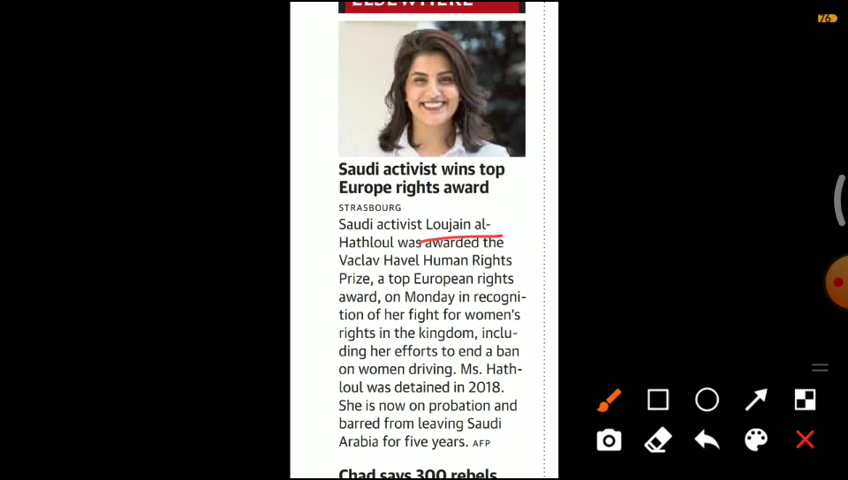 ELSEWHERE
76
Saudi activist wins top
Europe rights award
STRASBOURG
Saudi activist Loujain al-
Hathloul was awarded the
Vaclav Havel Human Rights
Prize, a top European rights
award, on Monday in recogni-
tion of her fight for women's
rights in the kingdom, inclu-
ding her efforts to end a ban
on women driving. Ms. Hath-
loul was detained in 2018.
She is now on probation and
barred from leaving Saudi
Arabia for five years. AFP
Chad says 300 rebels